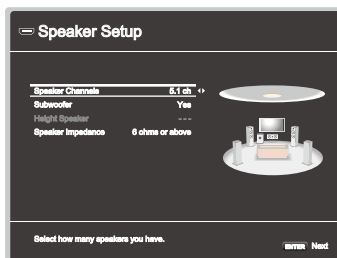 Speaker Setup
Speaker Channels 5.1 ch
Subwoofer Yes
Height Speaker ---
Speaker Impedance 6 ohms or above
Select how many speakers you have.
ENTER Next